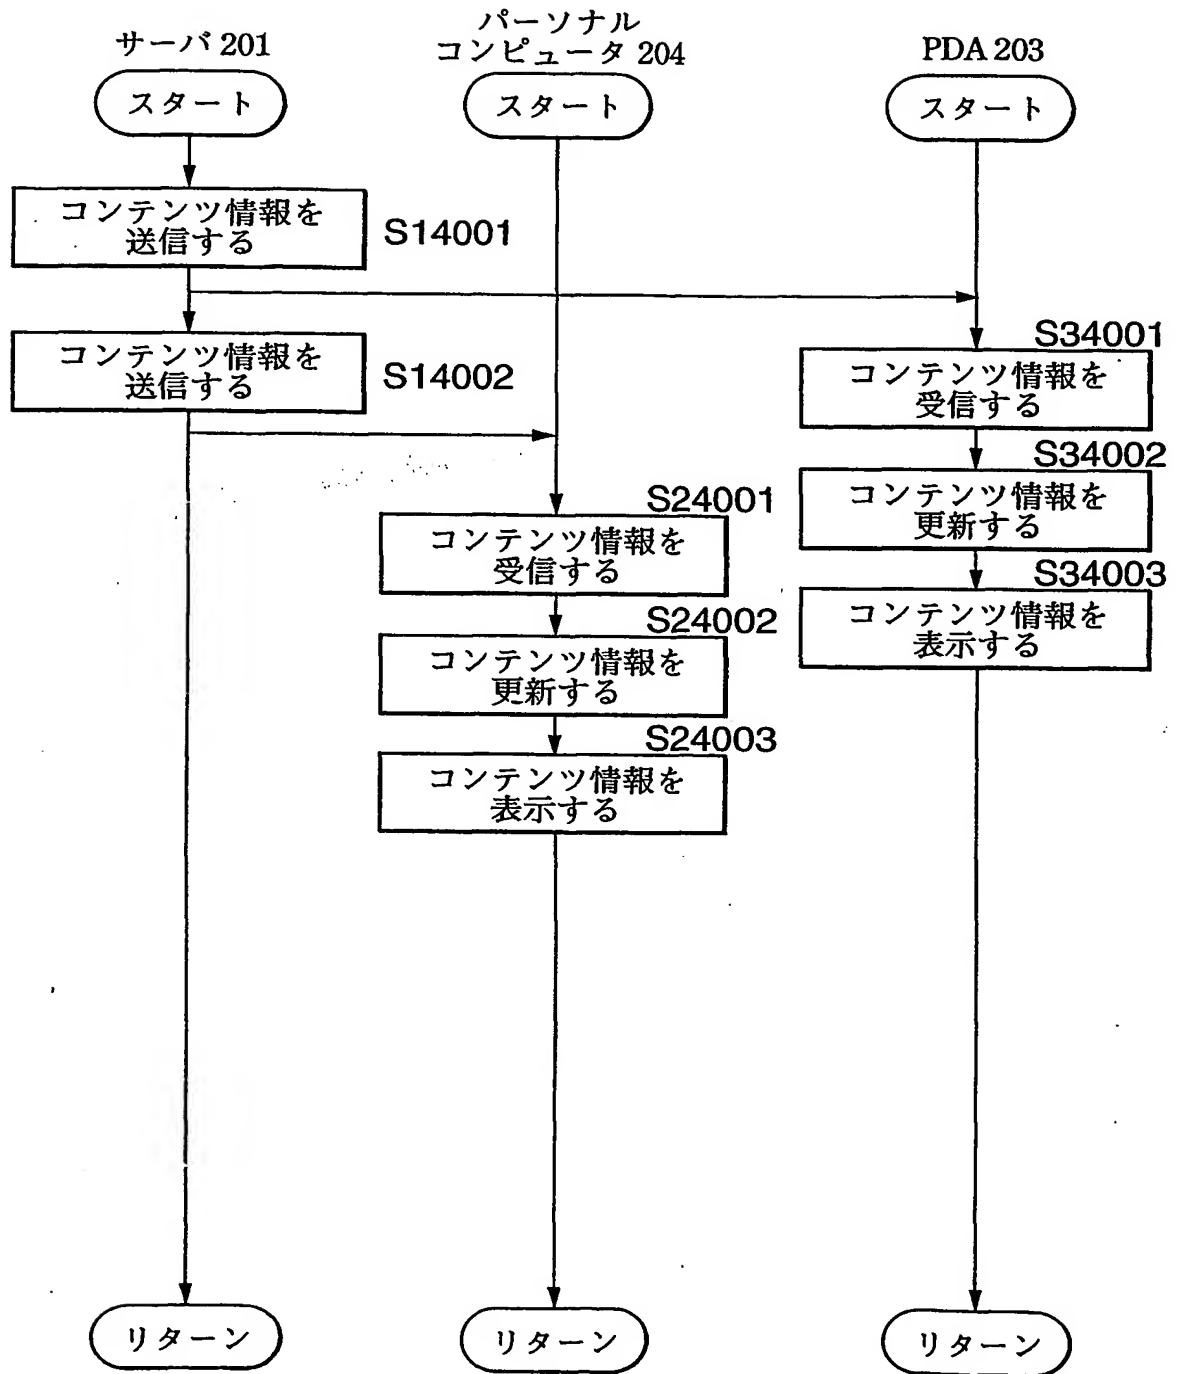 サーバ 201
パーソナル
コンピュータ 204
PDA 203
スタート
スタート
スタート
コンテンツ情報を
送信する
S14001
コンテンツ情報を
送信する
S14002
S34001
コンテンツ情報を
受信する
S34002
コンテンツ情報を
更新する
S34003
コンテンツ情報を
表示する
S24001
コンテンツ情報を
受信する
S24002
コンテンツ情報を
更新する
S24003
コンテンツ情報を
表示する
リターン
リターン
リターン